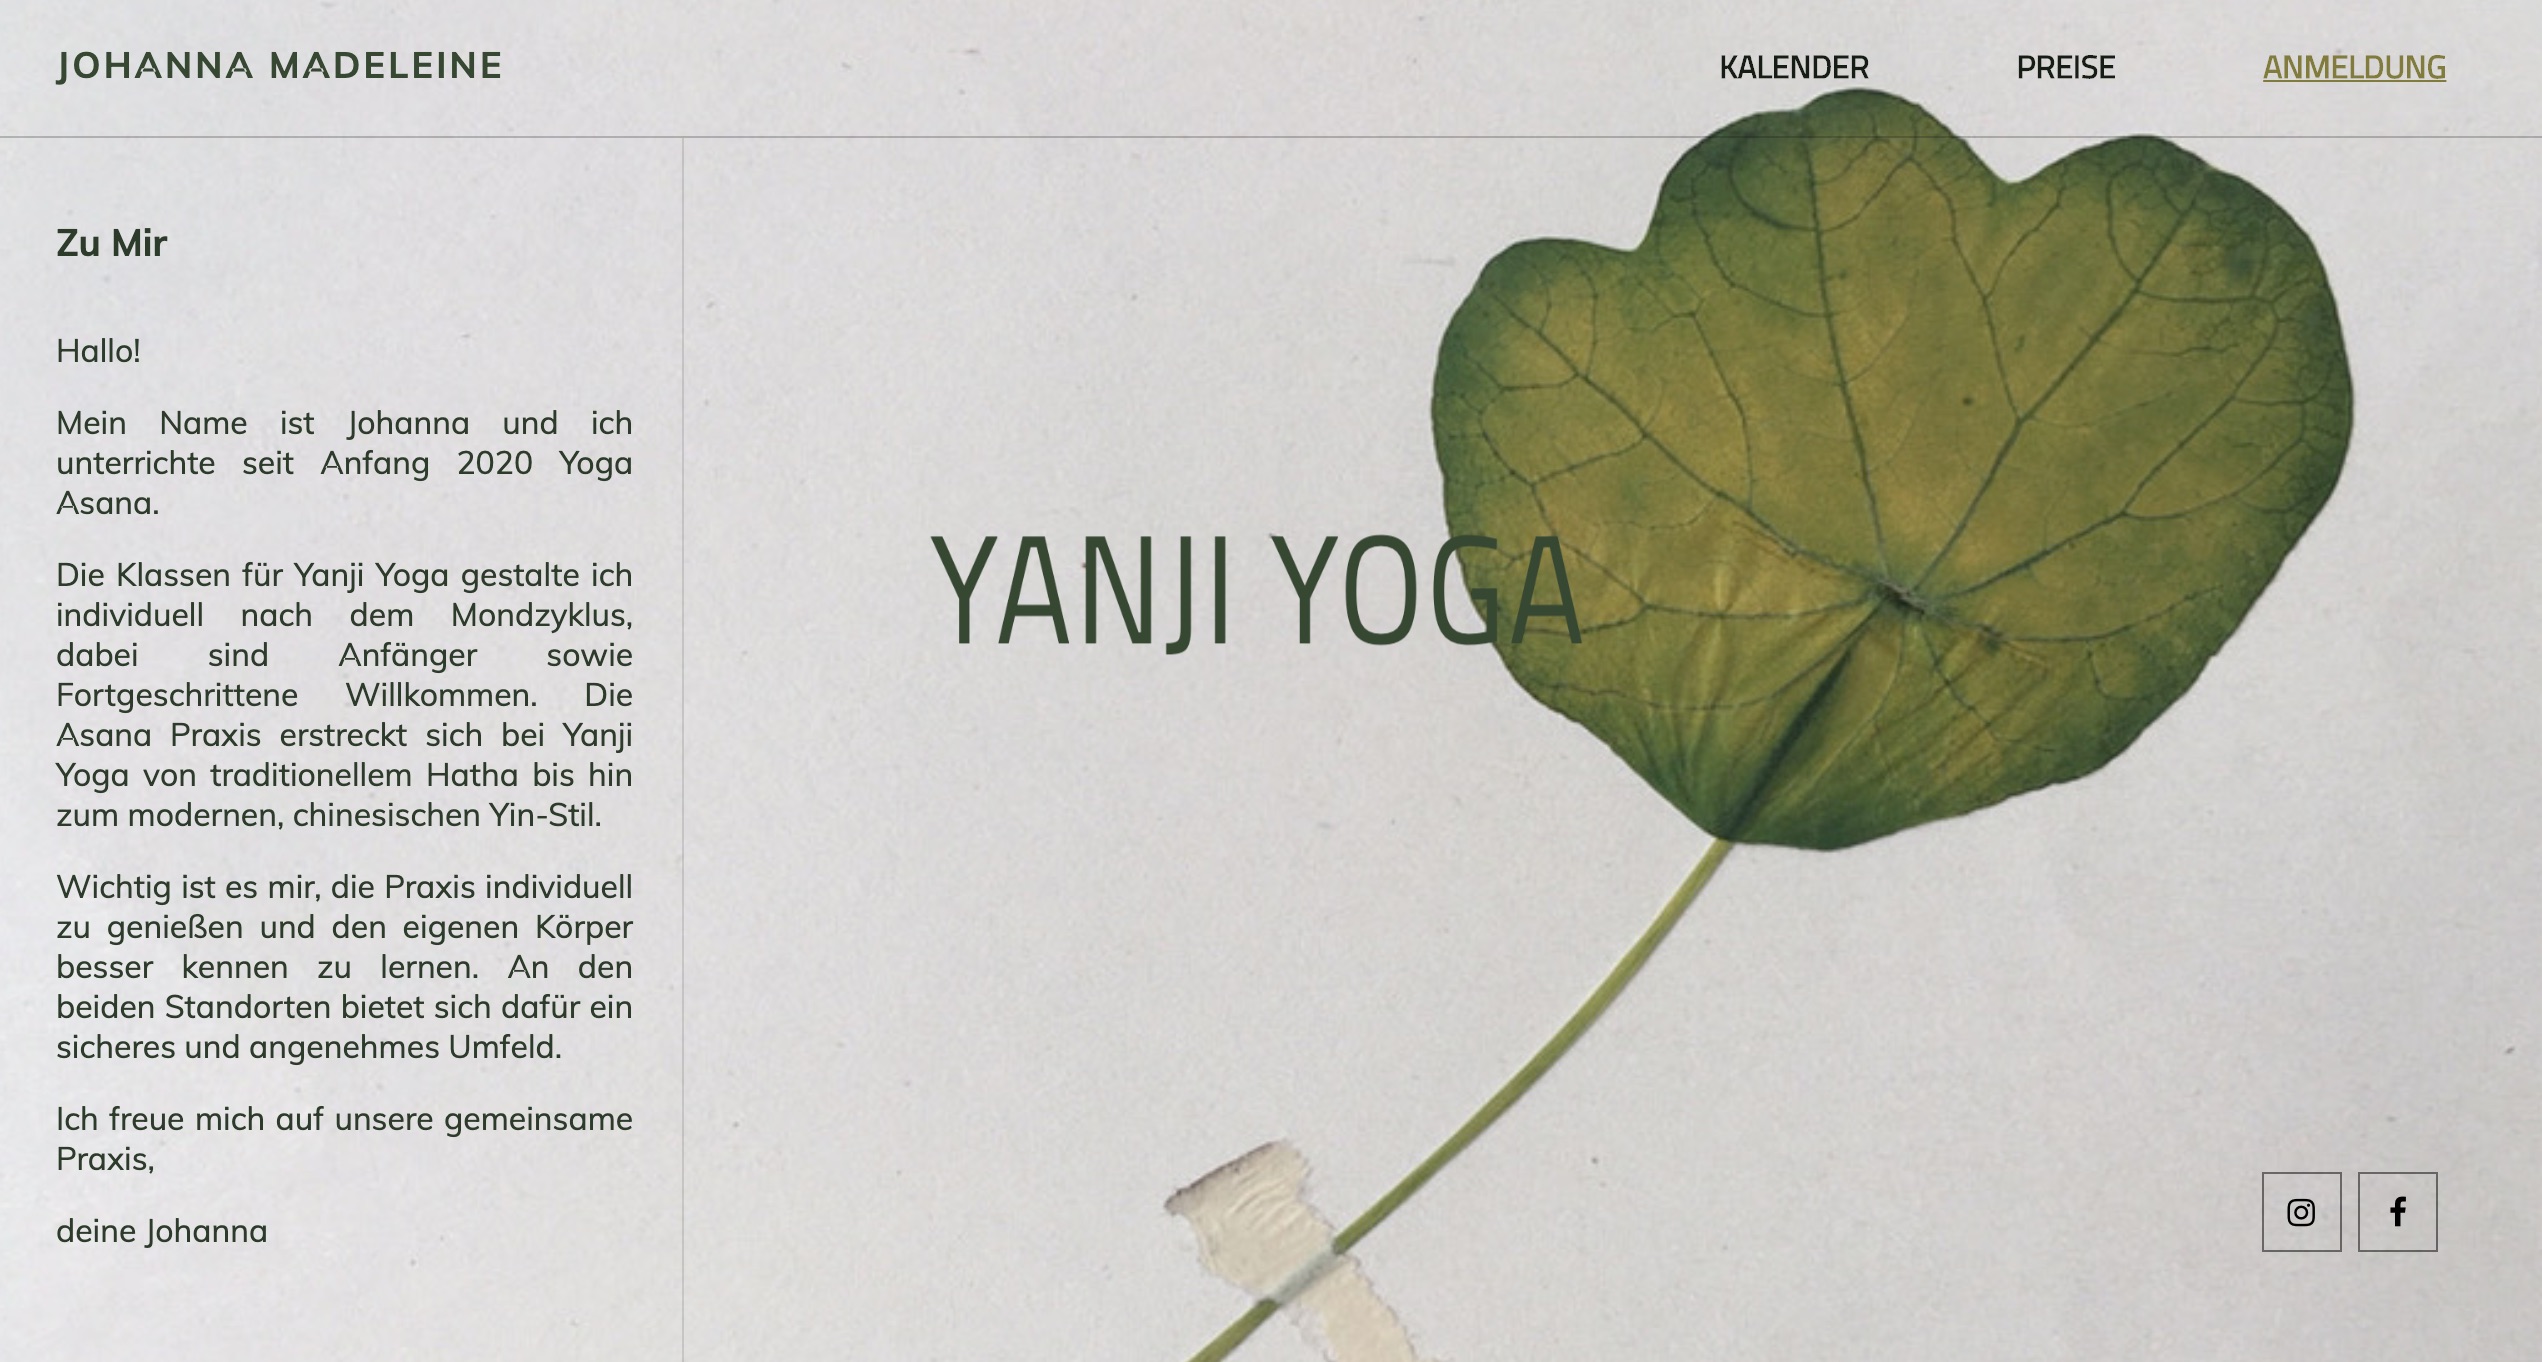 JOHANNA MADELEINE
KALENDER
PREISE
ANMELDUNG
Zu Mir
Hallo!
Mein Name ist Johanna und ich
unterrichte seit Anfang 2020 Yoga
Asana.
Die Klassen für Yanji Yoga gestalte ich
individuell nach dem Mondzyklus,
dabei sind Anfänger sowie
Fortgeschrittene Willkommen. Die
Asana Praxis erstreckt sich bei Yanji
Yoga von traditionellem Hatha bis hin
zum modernen, chinesischen Yin-Stil.
Wichtig ist es mir, die Praxis individuell
zu genießen und den eigenen Körper
besser kennen zu lernen. An den
beiden Standorten bietet sich dafür ein
sicheres und angenehmes Umfeld.
Ich freue mich auf unsere gemeinsame
Praxis,
deine Johanna
YANJI YOGA